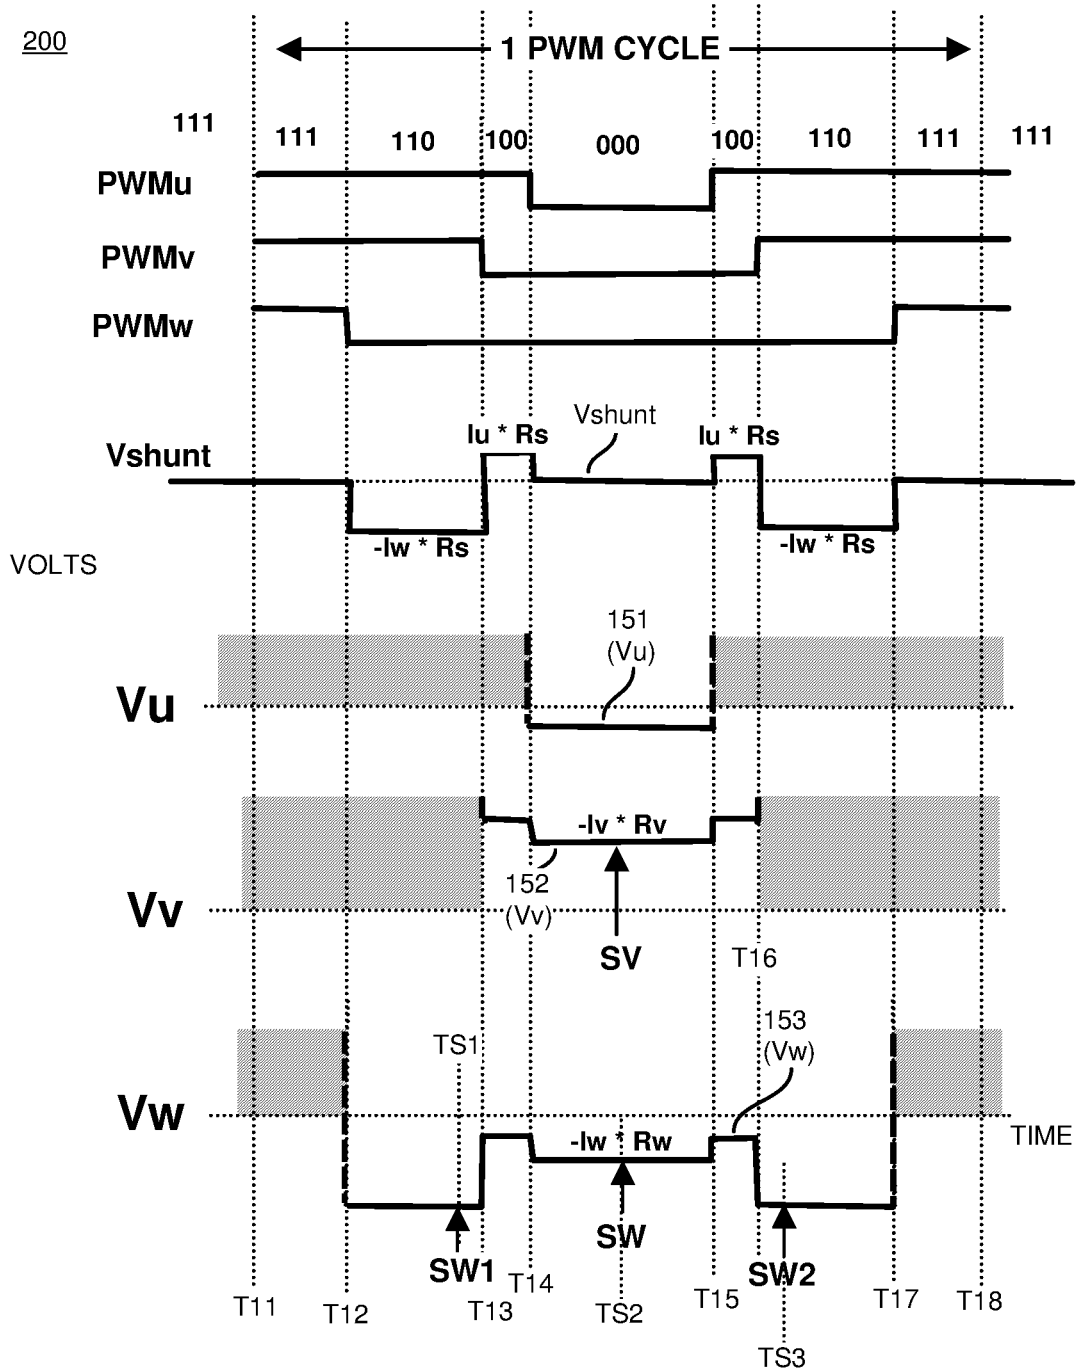 200
1 PWM CYCLE
111 111 110 100 000 100 110 111 111
PWMu
PWMv
PWMw
Vshunt
Iu * Rs Iu * Rs
Vshunt
-Iw * Rs -Iw * Rs
VOLTS
151
(Vu)
Vu
-Iv * Rv
152
(Vv)
Vv
SV
T16
153
(Vw)
TS1
Vw
TIME
-Iw * Rw
SW
SW1 SW2
T11 T12 T13 T14 TS2 T15 T17 T18
TS3